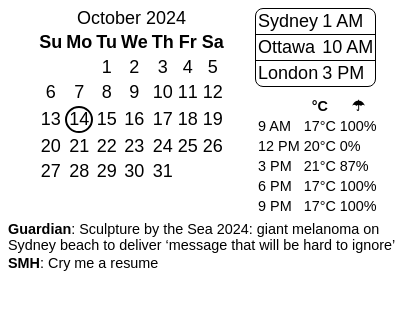 October 2024
Su Mo Tu We Th Fr Sa
1 2 3 4 5
6 7 8 9 10 11 12
13 14 15 16 17 18 19
20 21 22 23 24 25 26
27 28 29 30 31
Sydney 1 AM
Ottawa 10 AM
London 3 PM
°C ☂
9 AM 17°C 100%
12 PM 20°C 0%
3 PM 21°C 87%
6 PM 17°C 100%
9 PM 17°C 100%
Guardian: Sculpture by the Sea 2024: giant melanoma on
Sydney beach to deliver ‘message that will be hard to ignore’
SMH: Cry me a resume